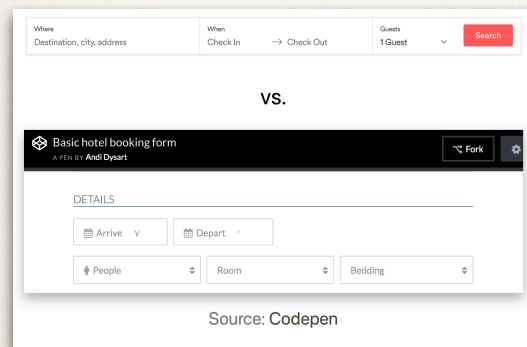 Where When Guests
Destination, city, address Check In → Check Out 1 Guest Search
vs.
Basic hotel booking form
A PEN BY Andi Dysart Fork
DETAILS
Arrive y Depart
People Room Bedding
Source: Codepen